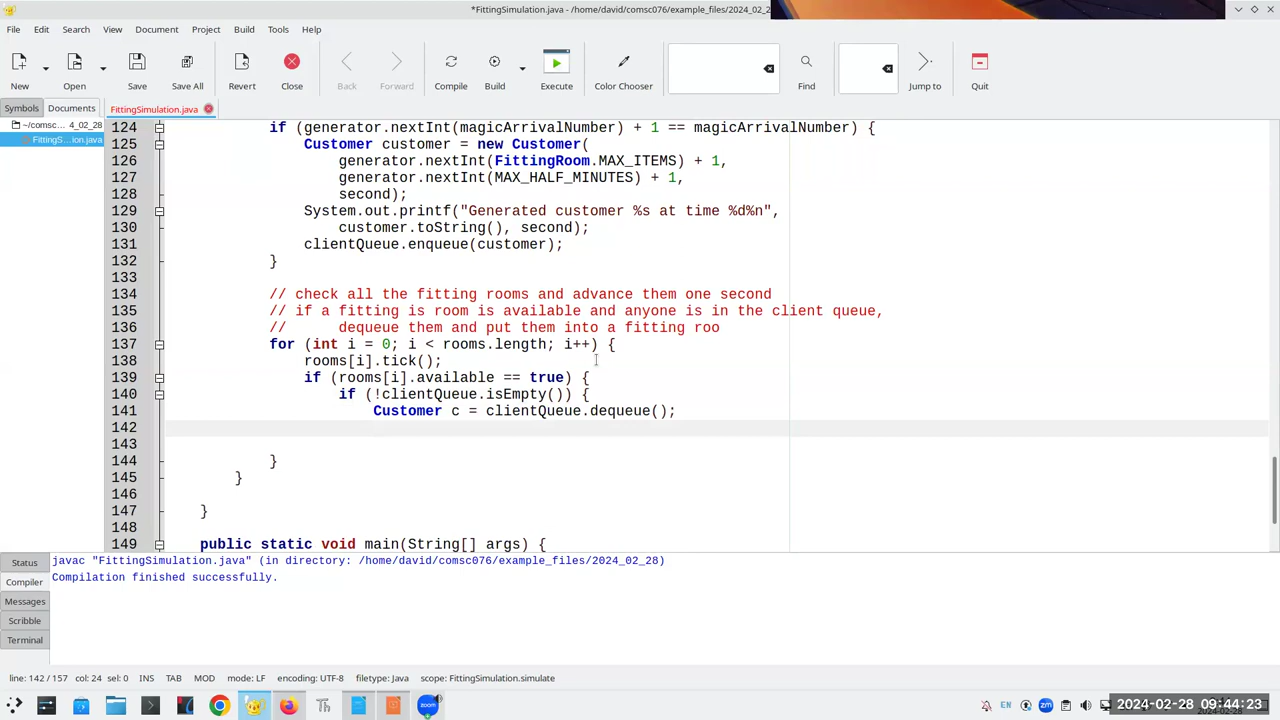 *FittingSimulation.java - /home/david/comsc076/example_files/2024_02_2
File Edit Search View Document Project Build Tools Help
New Open Save Save All Revert Close Back Forward Compile Build Execute Color Chooser Find Jump to Quit
Symbols Documents FittingSimulation.java
~/comsc... 4_02_28
FittingS...ion.java
124 if (generator.nextInt(magicArrivalNumber) + 1 == magicArrivalNumber) {
125 Customer customer = new Customer(
126 generator.nextInt(FittingRoom.MAX_ITEMS) + 1,
127 generator.nextInt(MAX_HALF_MINUTES) + 1,
128 second);
129 System.out.printf("Generated customer %s at time %d%n",
130 customer.toString(), second);
131 clientQueue.enqueue(customer);
132 }
133
134 // check all the fitting rooms and advance them one second
135 // if a fitting is room is available and anyone is in the client queue,
136 // dequeue them and put them into a fitting roo
137 for (int i = 0; i < rooms.length; i++) {
138 rooms[i].tick();
139 if (rooms[i].available == true) {
140 if (!clientQueue.isEmpty()) {
141 Customer c = clientQueue.dequeue();
142
143
144 }
145 }
146
147 }
148
149 public static void main(String[] args) {
Status
Compiler
Messages
Scribble
Terminal
javac "FittingSimulation.java" (in directory: /home/david/comsc076/example_files/2024_02_28)
Compilation finished successfully.
line: 142 / 157 col: 24 sel: 0 INS TAB MOD mode: LF encoding: UTF-8 filetype: Java scope: FittingSimulation.simulate
Th zoom EN zm
2024-02-28 09:44:23